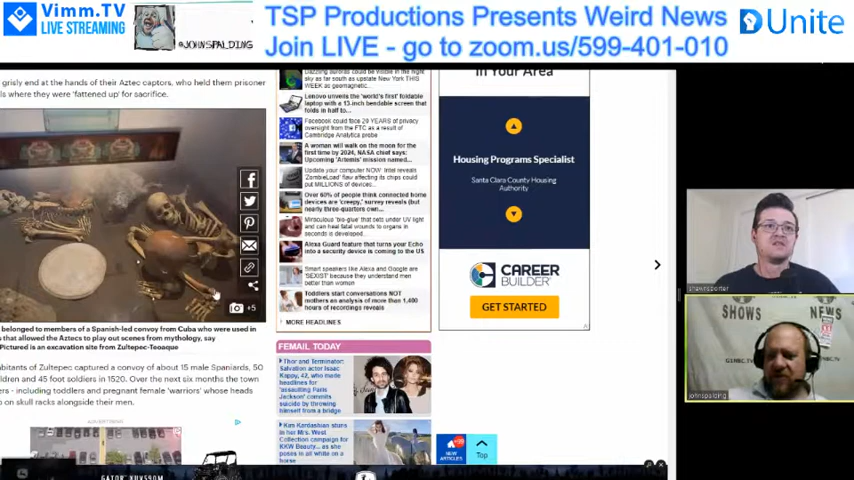 Vimm.TV
LIVE STREAMING
@JOHNSPALDING
TSP Productions Presents Weird News
Join LIVE - go to zoom.us/599-401-010
DUnite
grisly end at the hands of their Aztec captors, who held them prisoner
ls where they were 'fattened up' for sacrifice.
+5
belonged to members of a Spanish-led convoy from Cuba who were used in
s that allowed the Aztecs to play out scenes from mythology, say
Pictured is an excavation site from Zultepec-Tecoaque
abitants of Zultepec captured a convoy of about 15 male Spaniards, 50
ldren and 45 foot soldiers in 1520. Over the next six months the town
ers - including toddlers and pregnant female 'warriors' whose heads
on skull racks alongside their men.
ADVERTISEMENT
Dazzling auroras could be visible in the night
sky as far south as upstate New York THIS
WEEK as geomagnetic...
Lenovo unveils the 'world's first' foldable
laptop with a 13-inch bendable screen that
folds in half to...
Facebook could face 20 YEARS of privacy
oversight from the FTC as a result of
Cambridge Analytica probe
A woman will walk on the moon for the
first time by 2024, NASA chief says:
Upcoming 'Artemis' mission named...
Update your computer NOW: Intel reveals
'ZombieLoad' flaw affecting its chips could
put MILLIONS of devices...
Over 60% of people think connected home
devices are 'creepy,' survey reveals (but
nearly three-quarters own...
Miraculous 'bio-glue' that sets under UV light
and can heal fatal wounds to organs in
seconds is developed...
Alexa Guard feature that turns your Echo
into a security device is coming to the US
Smart speakers like Alexa and Google are
'SEXIST' because they understand men
better than women
Toddlers start conversations NOT
mothers as analysis of more than 1,400
hours of recordings reveals
MORE HEADLINES
FEMAIL TODAY
Thor and Terminator:
Salvation actor Isaac
Kappy, 42, who made
headlines for
'assaulting Paris
Jackson' commits
suicide by throwing
himself from a bridge
Kim Kardashian stuns
in her Mrs. West
Collection campaign for
KKW Beauty... as she
poses in all white on a
horse
In Your Area
Housing Programs Specialist
Santa Clara County Housing
Authority
CAREER
BUILDER
GET STARTED
NEW
ARTICLES
Top
shawnsporter
SHOWS
NEWS
johnspalding
GATOR XUV590M